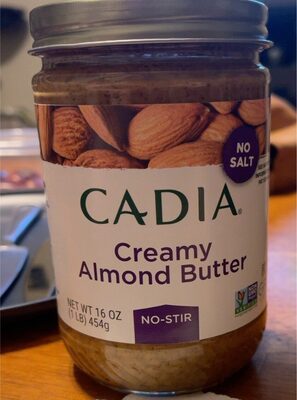 NO
SALT
CADIA®
Creamy
Almond Butter
NET WT 16 OZ
(1 LB) 454g
NO-STIR